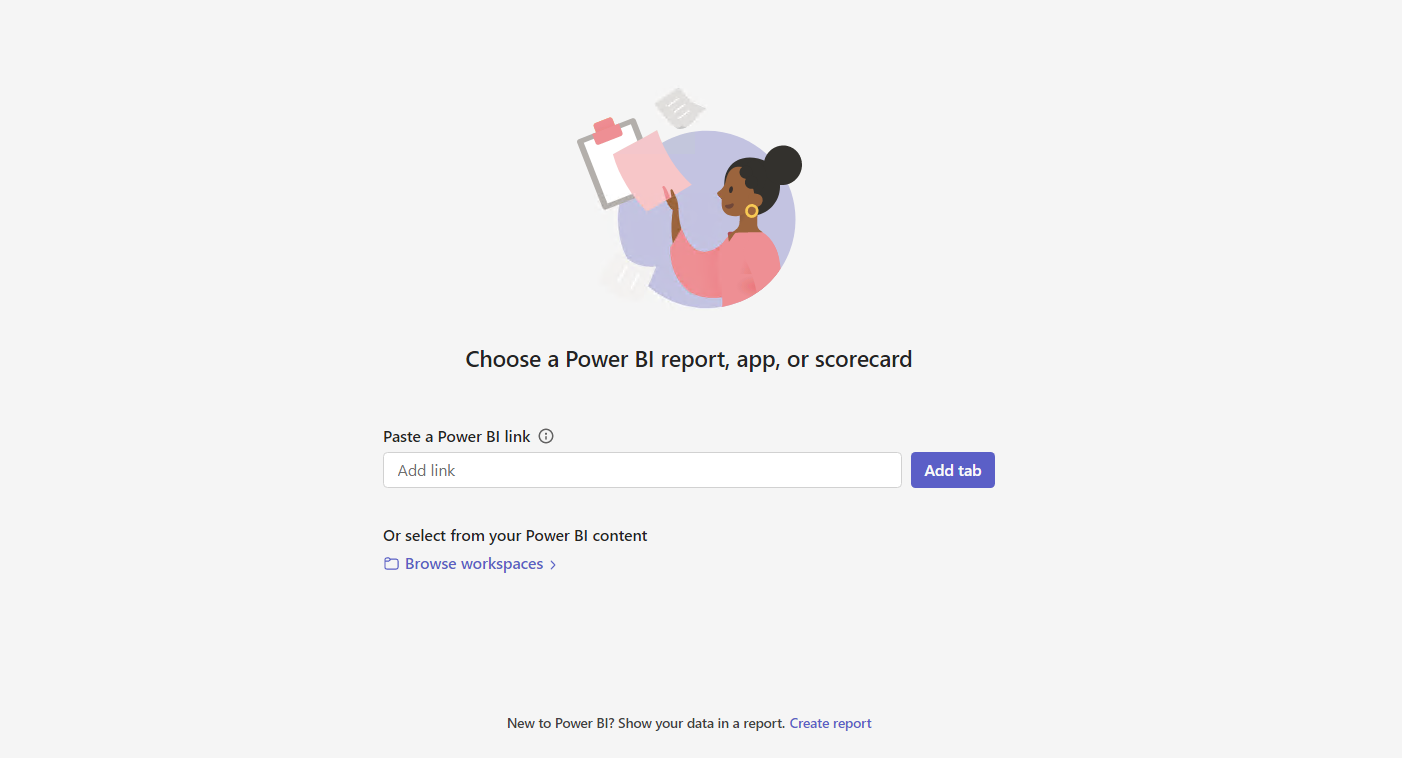 Choose a Power BI report, app, or scorecard
Paste a Power BI link
Add link
Add tab
Or select from your Power BI content
Browse workspaces
New to Power BI? Show your data in a report. Create report